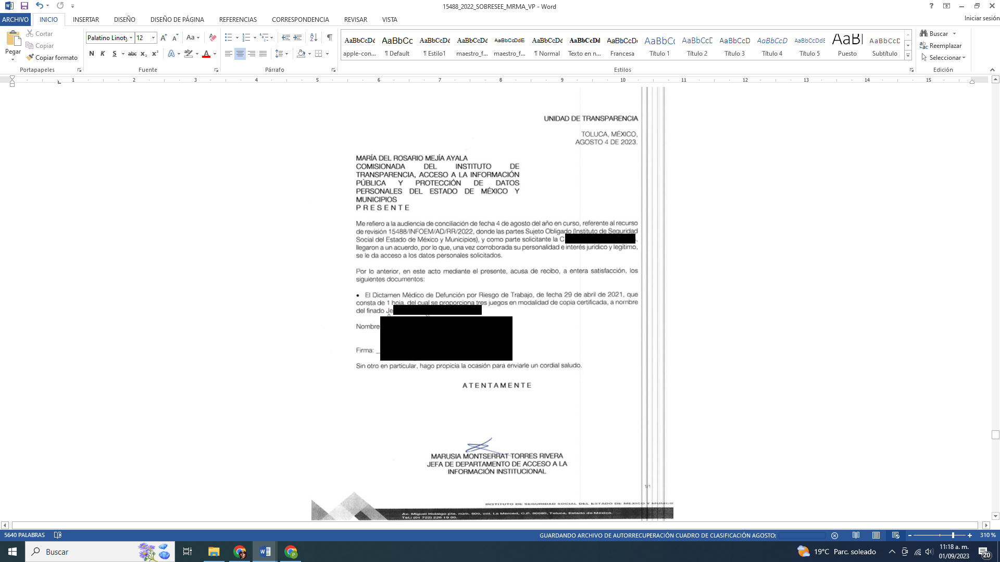 15488_2022_SOBRESEE_MRMA_VP - Word
ARCHIVO INICIO INSERTAR DISEÑO DISEÑO DE PÁGINA REFERENCIAS CORRESPONDENCIA REVISAR VISTA Iniciar sesión
Pegar
Cortar
Copiar
Copiar formato
Portapapeles
Palatino Linoty 12
N K S abc x₂ x²
Fuente
Párrafo
AaBbCcDd AaBbCc AaBbCcDd AaBbCcDd AaBbCcDdE AaBbCcDd AaBbCcDd AaBbCcDd AaBbCc AaBbCcD AaBbCcD AaBbCcD AaBbCcDdE AaBl AaBbCcD
apple-con... ¶ Default ¶ Estilo1 maestro_f... maestro_f... ¶ Normal Texto en n... Francesa Título 1 Título 2 Título 3 Título 4 Título 5 Puesto Subtítulo
Estilos
Buscar
Reemplazar
Seleccionar
Edición
1 2 3 4 5 6 7 8 9 10 11 12 13 14 15
UNIDAD DE TRANSPARENCIA
TOLUCA, MÉXICO,
AGOSTO 4 DE 2023.
MARÍA DEL ROSARIO MEJÍA AYALA
COMISIONADA DEL INSTITUTO DE
TRANSPARENCIA, ACCESO A LA INFORMACIÓN
PÚBLICA Y PROTECCIÓN DE DATOS
PERSONALES DEL ESTADO DE MÉXICO Y
MUNICIPIOS
P R E S E N T E
Me refiero a la audiencia de conciliación de fecha 4 de agosto del año en curso, referente al recurso
de revisión 15488/INFOEM/AD/RR/2022, donde las partes Sujeto Obligado (Instituto de Seguridad
Social del Estado de México y Municipios), y como parte solicitante la C
llegaron a un acuerdo, por lo que, una vez corroborada su personalidad e interés jurídico y legítimo,
se le da acceso a los datos personales solicitados.
Por lo anterior, en este acto mediante el presente, acusa de recibo, a entera satisfacción, los
siguientes documentos:
• El Dictamen Médico de Defunción por Riesgo de Trabajo, de fecha 29 de abril de 2021, que
consta de 1 hoja, del cual se proporciona tres juegos en modalidad de copia certificada, a nombre
del finado Je
Nombre
Firma: _
Sin otro en particular, hago propicia la ocasión para enviarle un cordial saludo.
A T E N T A M E N T E
MARUSIA MONTSERRAT TORRES RIVERA
JEFA DE DEPARTAMENTO DE ACCESO A LA
INFORMACIÓN INSTITUCIONAL
1/1
INSTITUTO DE SEGURIDAD SOCIAL DEL ESTADO DE MÉXICO Y MUNICIP
Av. Miguel Hidalgo pte. núm. 600, col. La Merced, C.P. 50080, Toluca, Estado de México.
Tel.: (01 722) 226 19 00.
5640 PALABRAS GUARDANDO ARCHIVO DE AUTORRECUPERACIÓN CUADRO DE CLASIFICACIÓN AGOSTO: 310 %
Buscar 19°C Parc. soleado 11:18 a. m.
01/09/2023
20